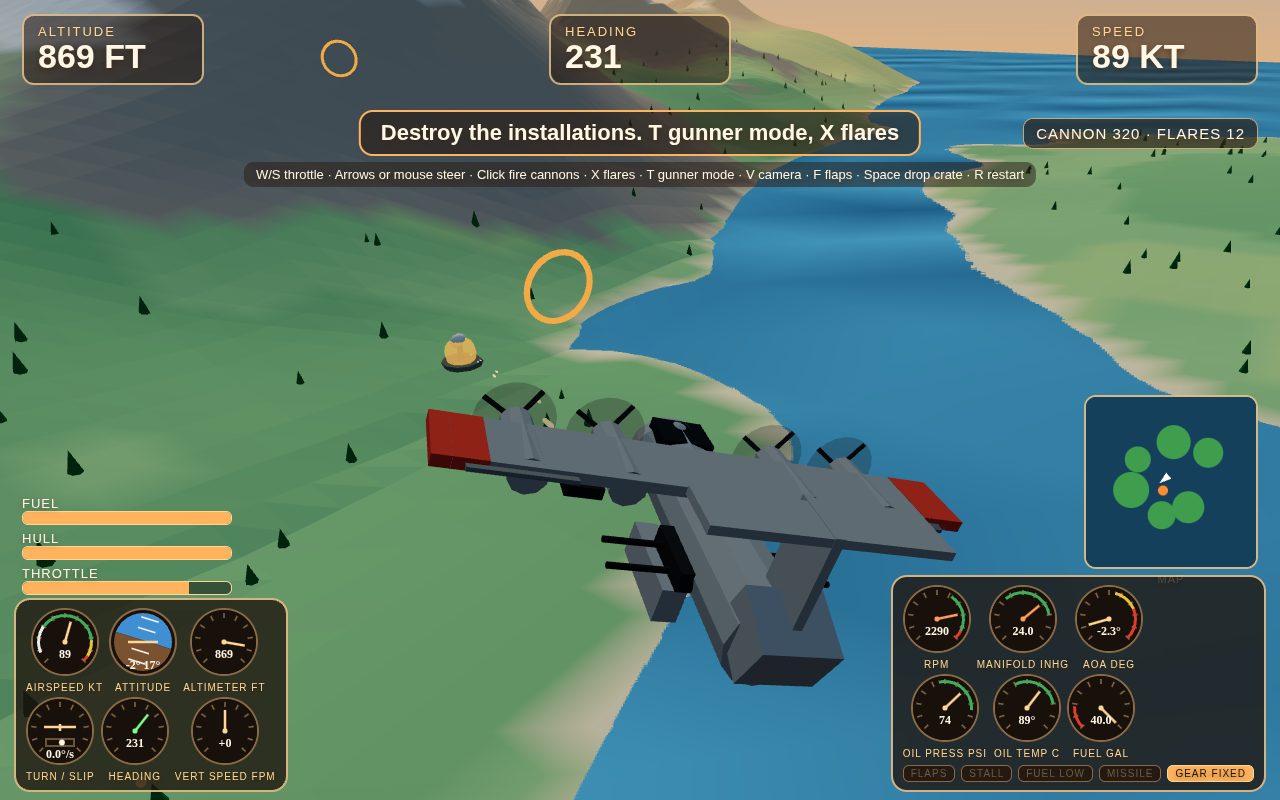 ALTITUDE
869 FT
HEADING
231
SPEED
89 KT
Destroy the installations. T gunner mode, X flares
CANNON 320 · FLARES 12
W/S throttle · Arrows or mouse steer · Click fire cannons · X flares · T gunner mode · V camera · F flaps · Space drop crate · R restart
FUEL
HULL
THROTTLE
MAP
89
-2° 17°
869
AIRSPEED KT
ATTITUDE
ALTIMETER FT
0.0°/s
231
+0
TURN / SLIP
HEADING
VERT SPEED FPM
2290
24.0
-2.3°
RPM
MANIFOLD INHG
AOA DEG
74
89°
40.0
OIL PRESS PSI
OIL TEMP C
FUEL GAL
FLAPS
STALL
FUEL LOW
MISSILE
GEAR FIXED